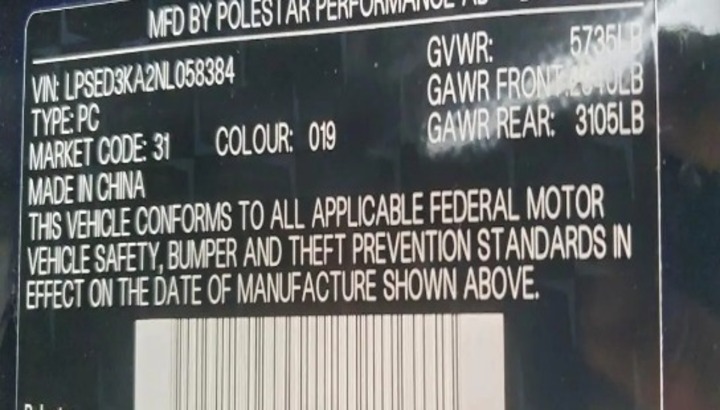 MFD BY POLESTAR PERFORMANCE AB
VIN: LPSED3KA2NL058384
GVWR: 5735LB
TYPE: PC
GAWR FRONT:
MARKET CODE: 31 COLOUR: 019
GAWR REAR: 3105LB
MADE IN CHINA
THIS VEHICLE CONFORMS TO ALL APPLICABLE FEDERAL MOTOR
VEHICLE SAFETY, BUMPER AND THEFT PREVENTION STANDARDS IN
EFFECT ON THE DATE OF MANUFACTURE SHOWN ABOVE.